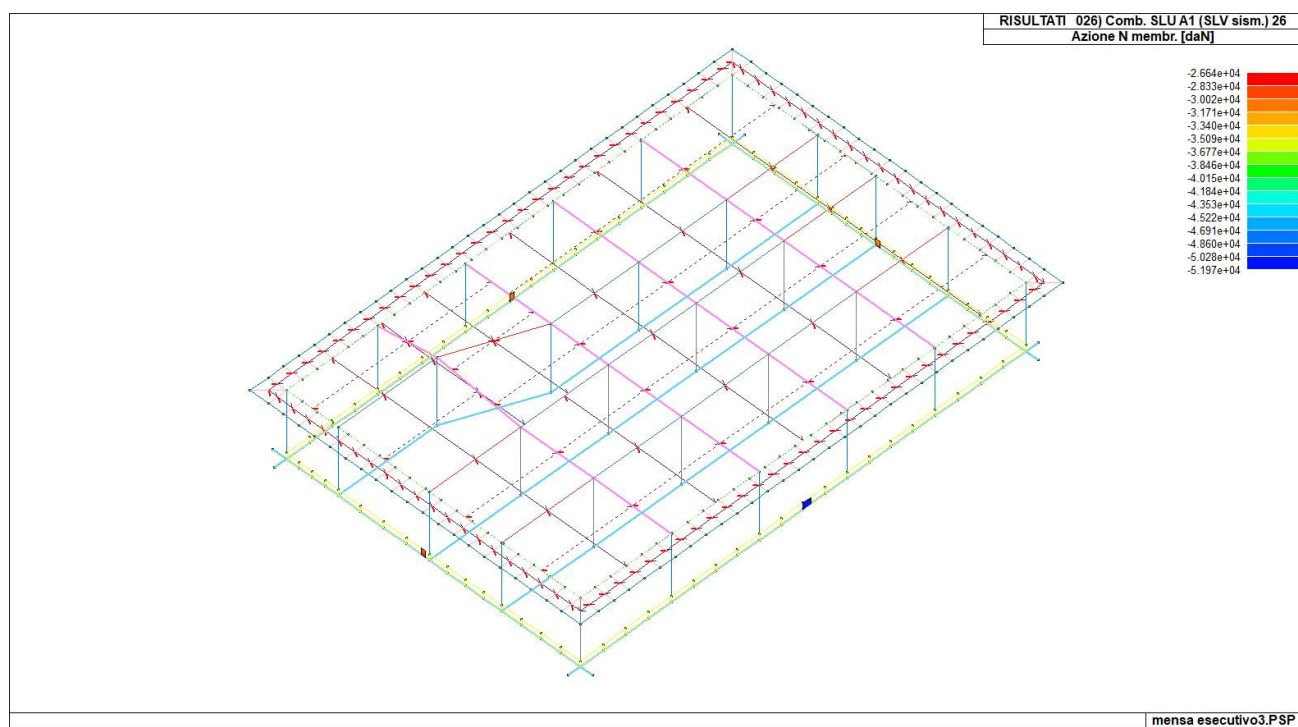 RISULTATI 026) Comb. SLU A1 (SLV sism.) 26
Azione N membr. [daN]
-2.664e+04
-2.833e+04
-3.002e+04
-3.171e+04
-3.340e+04
-3.509e+04
-3.677e+04
-3.846e+04
-4.015e+04
-4.184e+04
-4.353e+04
-4.522e+04
-4.691e+04
-4.860e+04
-5.028e+04
-5.197e+04
mensa esecutivo3.PSP